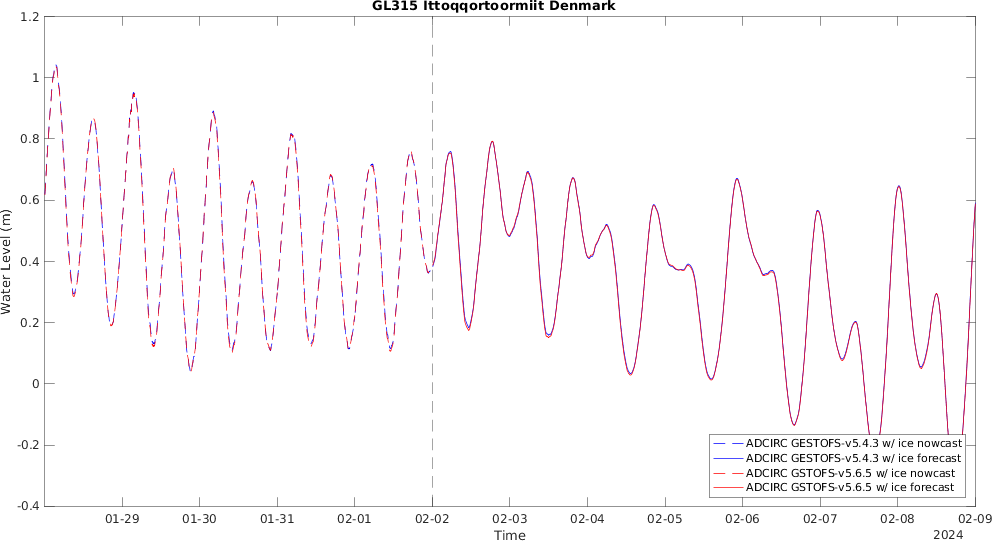 GL315 Ittoqqortoormiit Denmark
1.2
1
0.8
0.6
0.4
0.2
0
-0.2
-0.4
Water Level (m)
ADCIRC GESTOFS-v5.4.3 w/ ice nowcast
ADCIRC GESTOFS-v5.4.3 w/ ice forecast
ADCIRC GSTOFS-v5.6.5 w/ ice nowcast
ADCIRC GSTOFS-v5.6.5 w/ ice forecast
01-29 01-30 01-31 02-01 02-02 02-03 02-04 02-05 02-06 02-07 02-08 02-09
Time
2024